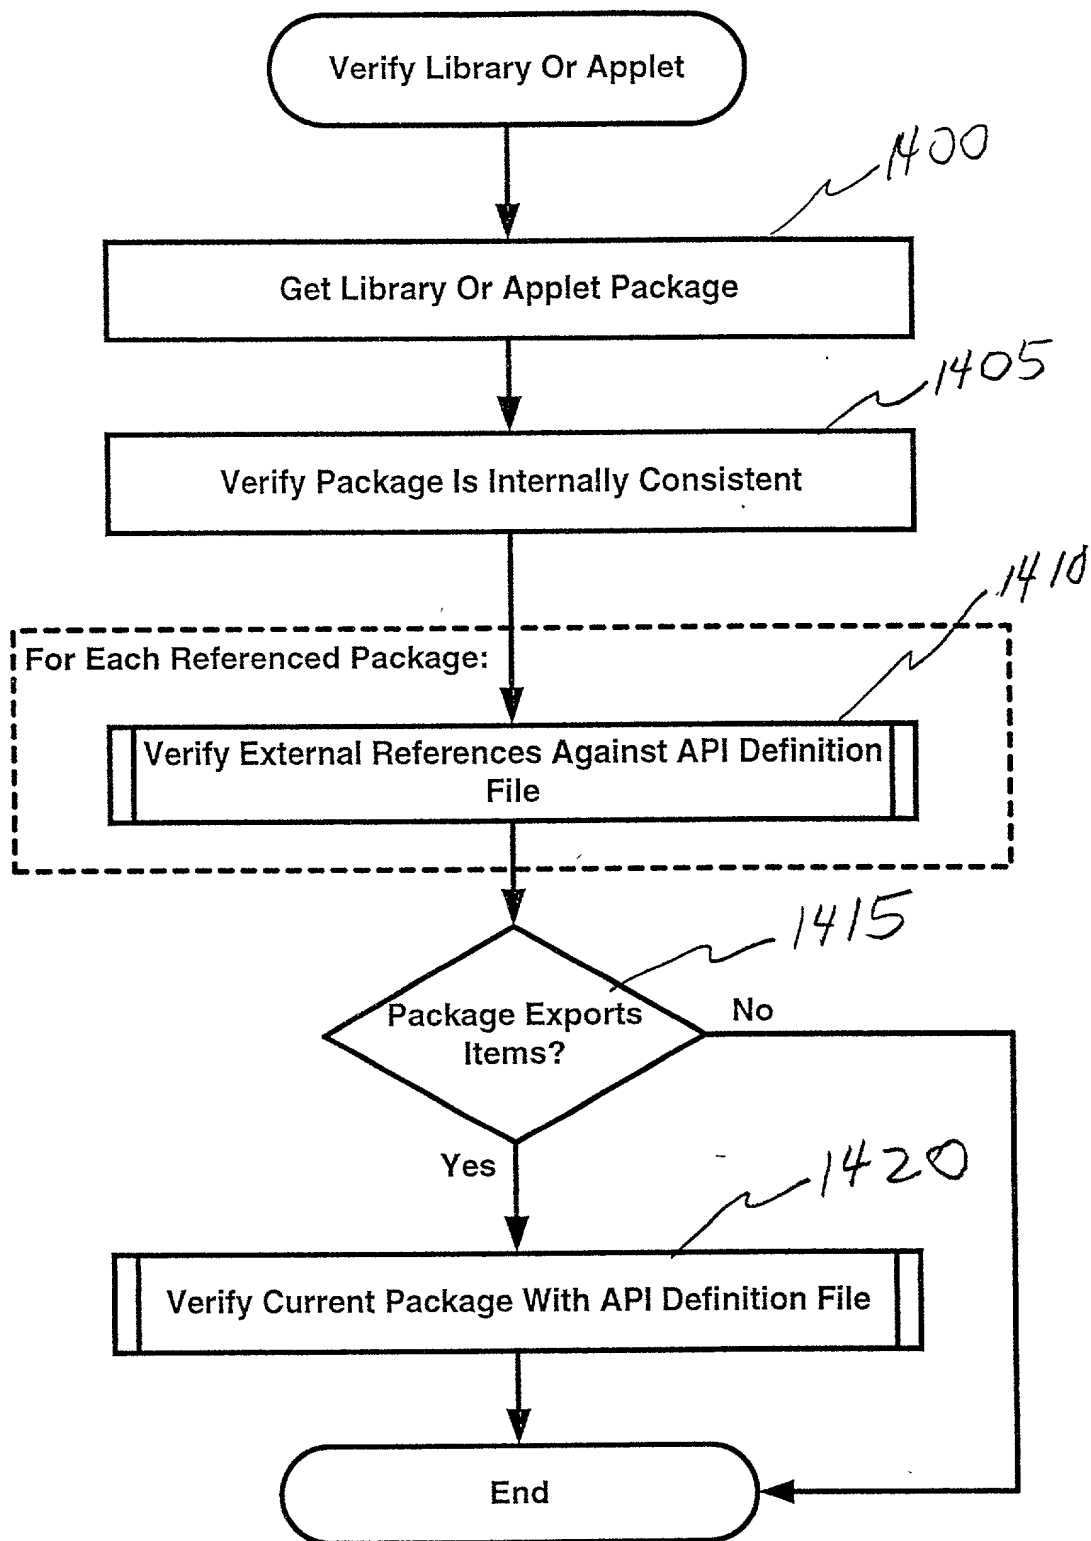 Verify Library Or Applet
1400
Get Library Or Applet Package
1405
Verify Package Is Internally Consistent
1410
For Each Referenced Package:
Verify External References Against API Definition
File
1415
Package Exports
Items?
No
Yes
1420
Verify Current Package With API Definition File
End